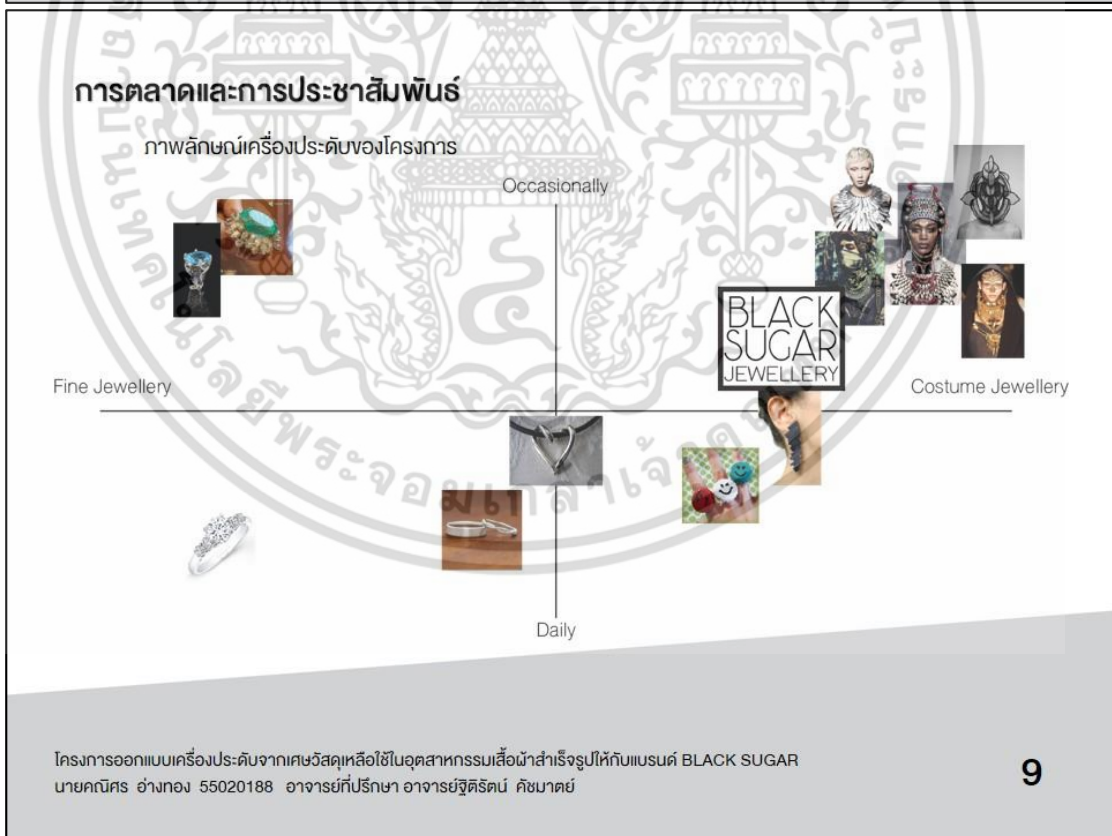 การตลาดและการประชาสัมพันธ์
ภาพลักษณ์เครื่องประดับของโครงการ
Occasionally
BLACK
SUGAR
JEWELLERY
Fine Jewellery
Costume Jewellery
Daily
โครงการออกแบบเครื่องประดับจากเศษวัสดุเหลือใช้ในอุตสาหกรรมเสื้อผ้าสำเร็จรูปให้กับแบรนด์ BLACK SUGAR
นายคณิศร อ่างทอง 55020188 อาจารย์ที่ปรึกษา อาจารย์ฐิติรัตน์ คัชมาตย์
9